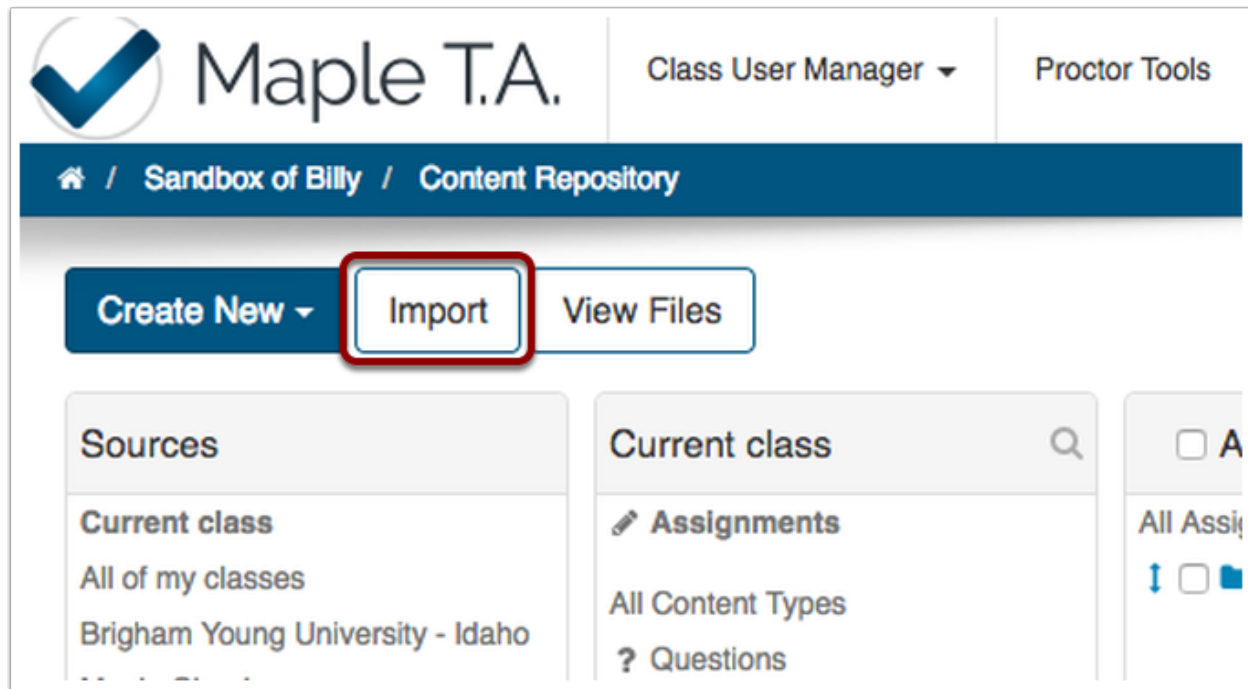 Maple T.A.
Class User Manager
Proctor Tools
/ Sandbox of Billy / Content Repository
Create New
Import
View Files
Sources
Current class
All of my classes
Brigham Young University - Idaho
Current class
Assignments
All Content Types
? Questions
A
All Assi